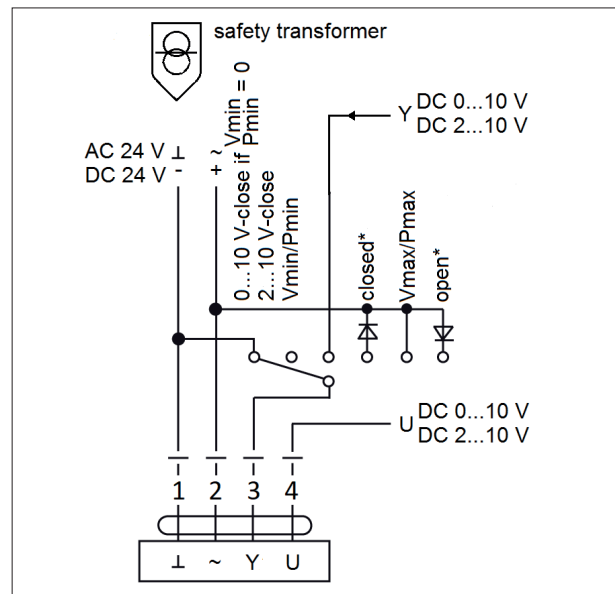 safety transformer
AC 24 V ⊥ ~
DC 24 V - +
0...10 V-close if Vmin = 0
Pmin
2...10 V-close
Vmin/Pmin
Y DC 0...10 V
DC 2...10 V
closed*
Vmax/Pmax
open*
U DC 0...10 V
DC 2...10 V
1 2 3 4
⊥ ~ Y U